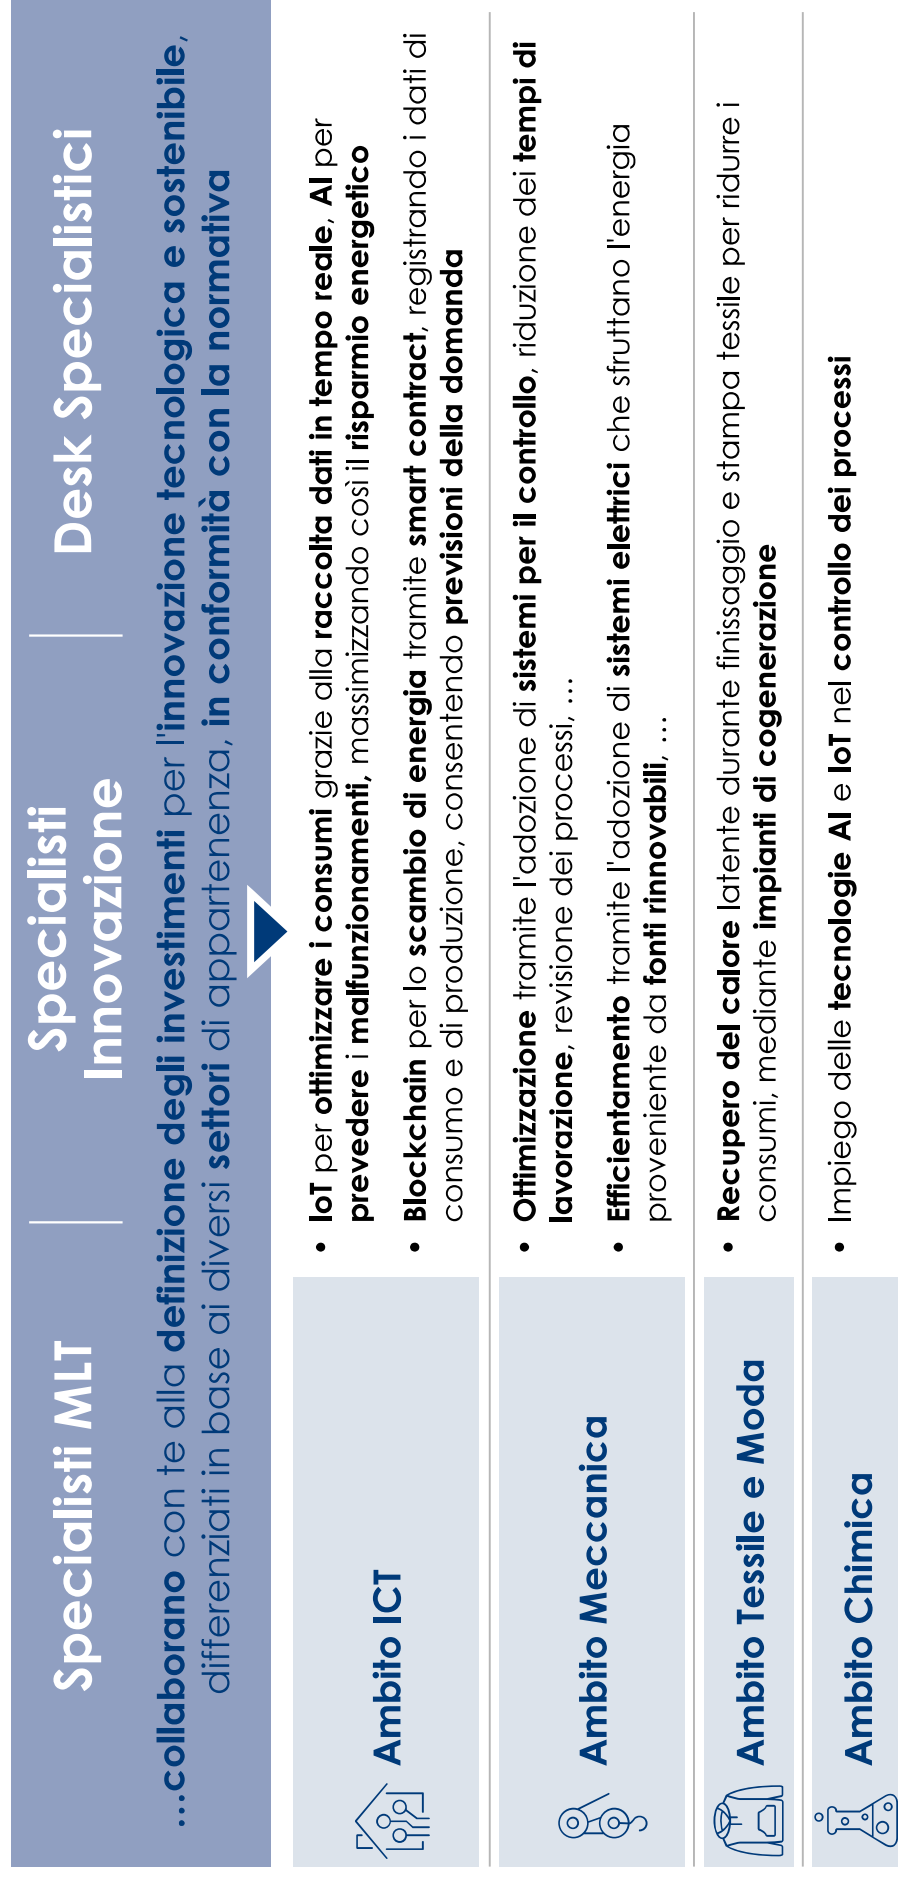 Specialisti MLT
Specialisti
Innovazione
Desk Specialistici
...collaborano con te alla definizione degli investimenti per l'innovazione tecnologica e sostenibile,
differenziati in base ai diversi settori di appartenenza, in conformità con la normativa
Ambito ICT
• IoT per ottimizzare i consumi grazie alla raccolta dati in tempo reale, AI per
prevedere i malfunzionamenti, massimizzando così il risparmio energetico
• Blockchain per lo scambio di energia tramite smart contract, registrando i dati di
consumo e di produzione, consentendo previsioni della domanda
Ambito Meccanica
• Ottimizzazione tramite l'adozione di sistemi per il controllo, riduzione dei tempi di
lavorazione, revisione dei processi, ...
• Efficientamento tramite l'adozione di sistemi elettrici che sfruttano l'energia
proveniente da fonti rinnovabili, ...
Ambito Tessile e Moda
• Recupero del calore latente durante finissaggio e stampa tessile per ridurre i
consumi, mediante impianti di cogenerazione
Ambito Chimica
• Impiego delle tecnologie AI e IoT nel controllo dei processi